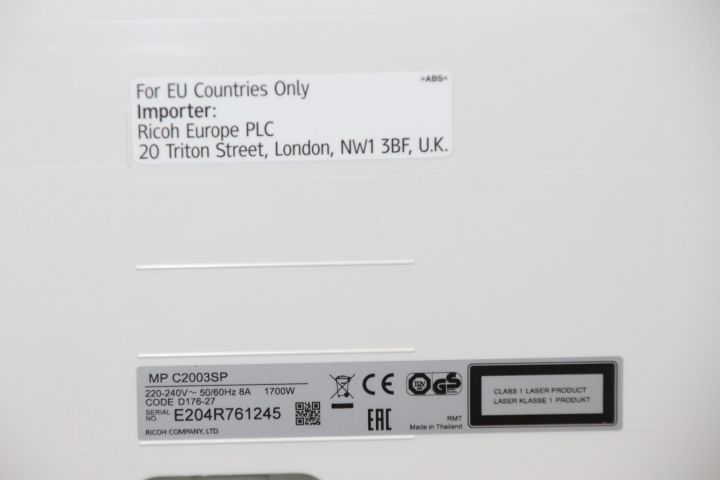 >ABS<
For EU Countries Only
Importer:
Ricoh Europe PLC
20 Triton Street, London, NW1 3BF, U.K.
MP C2003SP
220-240V～ 50/60Hz 8A 1700W
CODE D176-27
SERIAL NO. E204R761245
RICOH COMPANY, LTD.
CE
TÜV GS
EAC
RMT
Made in Thailand
CLASS 1 LASER PRODUCT
LASER KLASSE 1 PRODUKT